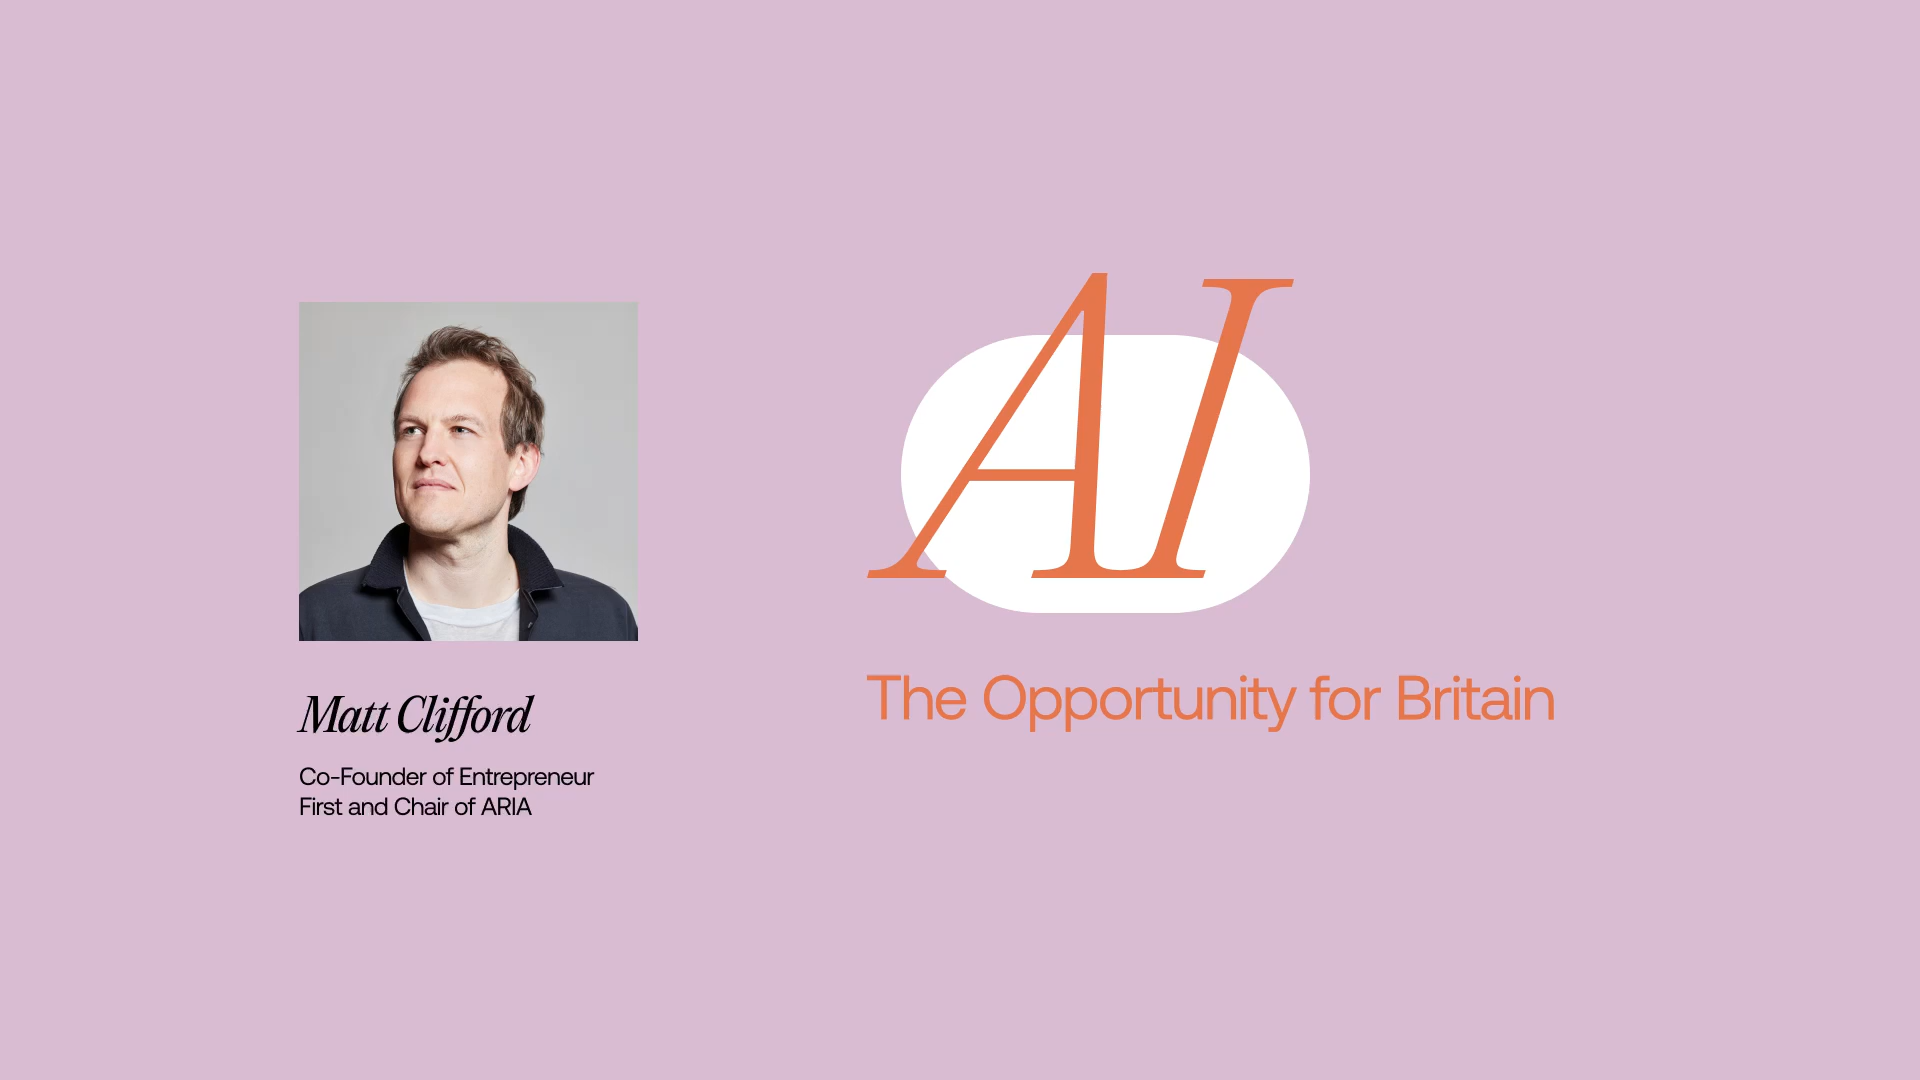 Matt Clifford
Co-Founder of Entrepreneur
First and Chair of ARIA
AI
The Opportunity for Britain